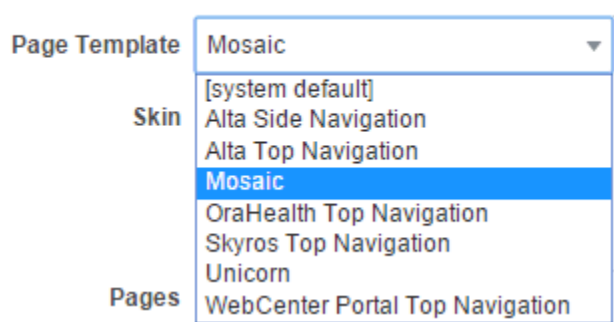 Page Template Mosaic
[system default]
Skin Alta Side Navigation
Alta Top Navigation
Mosaic
OraHealth Top Navigation
Skyros Top Navigation
Unicorn
Pages WebCenter Portal Top Navigation